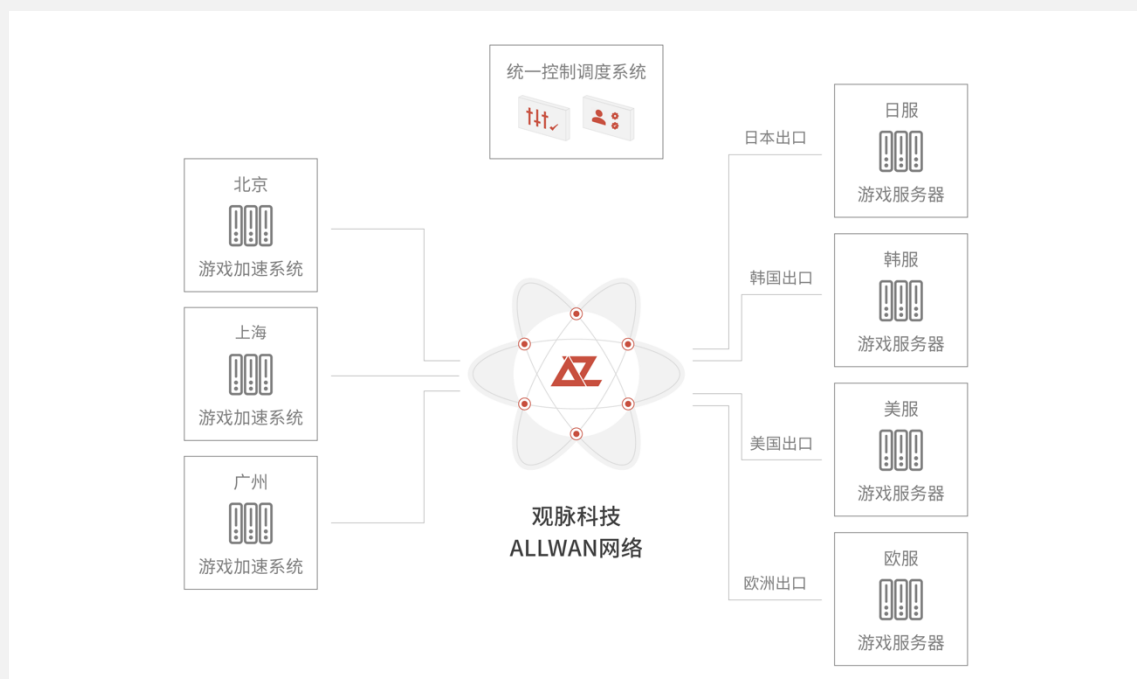 统一控制调度系统
北京
游戏加速系统
上海
游戏加速系统
广州
游戏加速系统
观脉科技
ALLWAN网络
日本出口
韩国出口
美国出口
欧洲出口
日服
游戏服务器
韩服
游戏服务器
美服
游戏服务器
欧服
游戏服务器